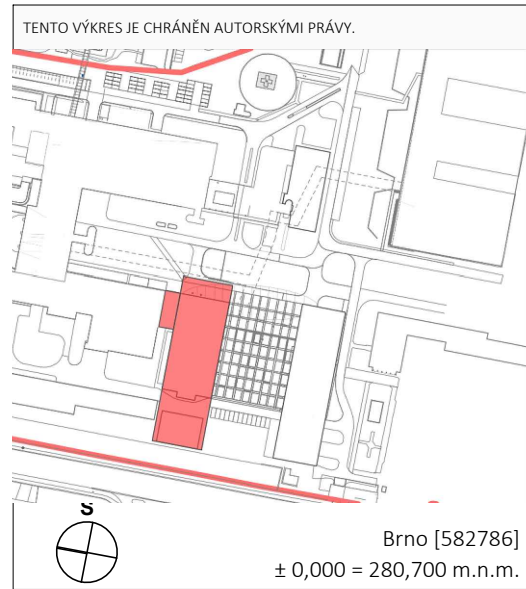 TENTO VÝKRES JE CHRÁNĚN AUTORSKÝMI PRÁVY.
S
Brno [582786]
± 0,000 = 280,700 m.n.m.